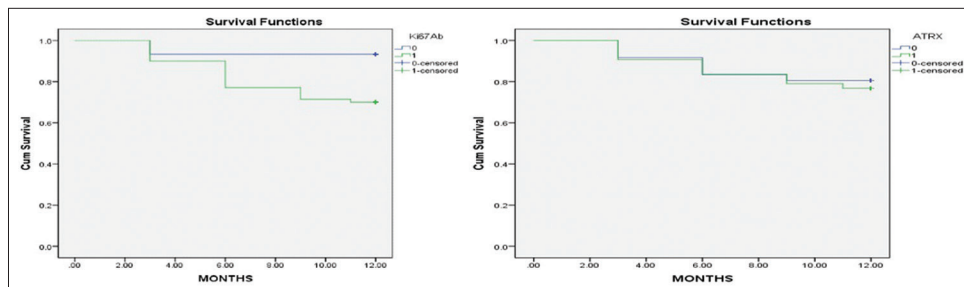 Survival Functions
Ki67Ab
0
1
0-censored
1-censored
1.0
0.8
0.6
0.4
0.2
0.0
Cum Survival
.00 2.00 4.00 6.00 8.00 10.00 12.00
MONTHS
Survival Functions
ATRX
0
1
0-censored
1-censored
1.0
0.8
0.6
0.4
0.2
0.0
Cum Survival
.00 2.00 4.00 6.00 8.00 10.00 12.00
MONTHS